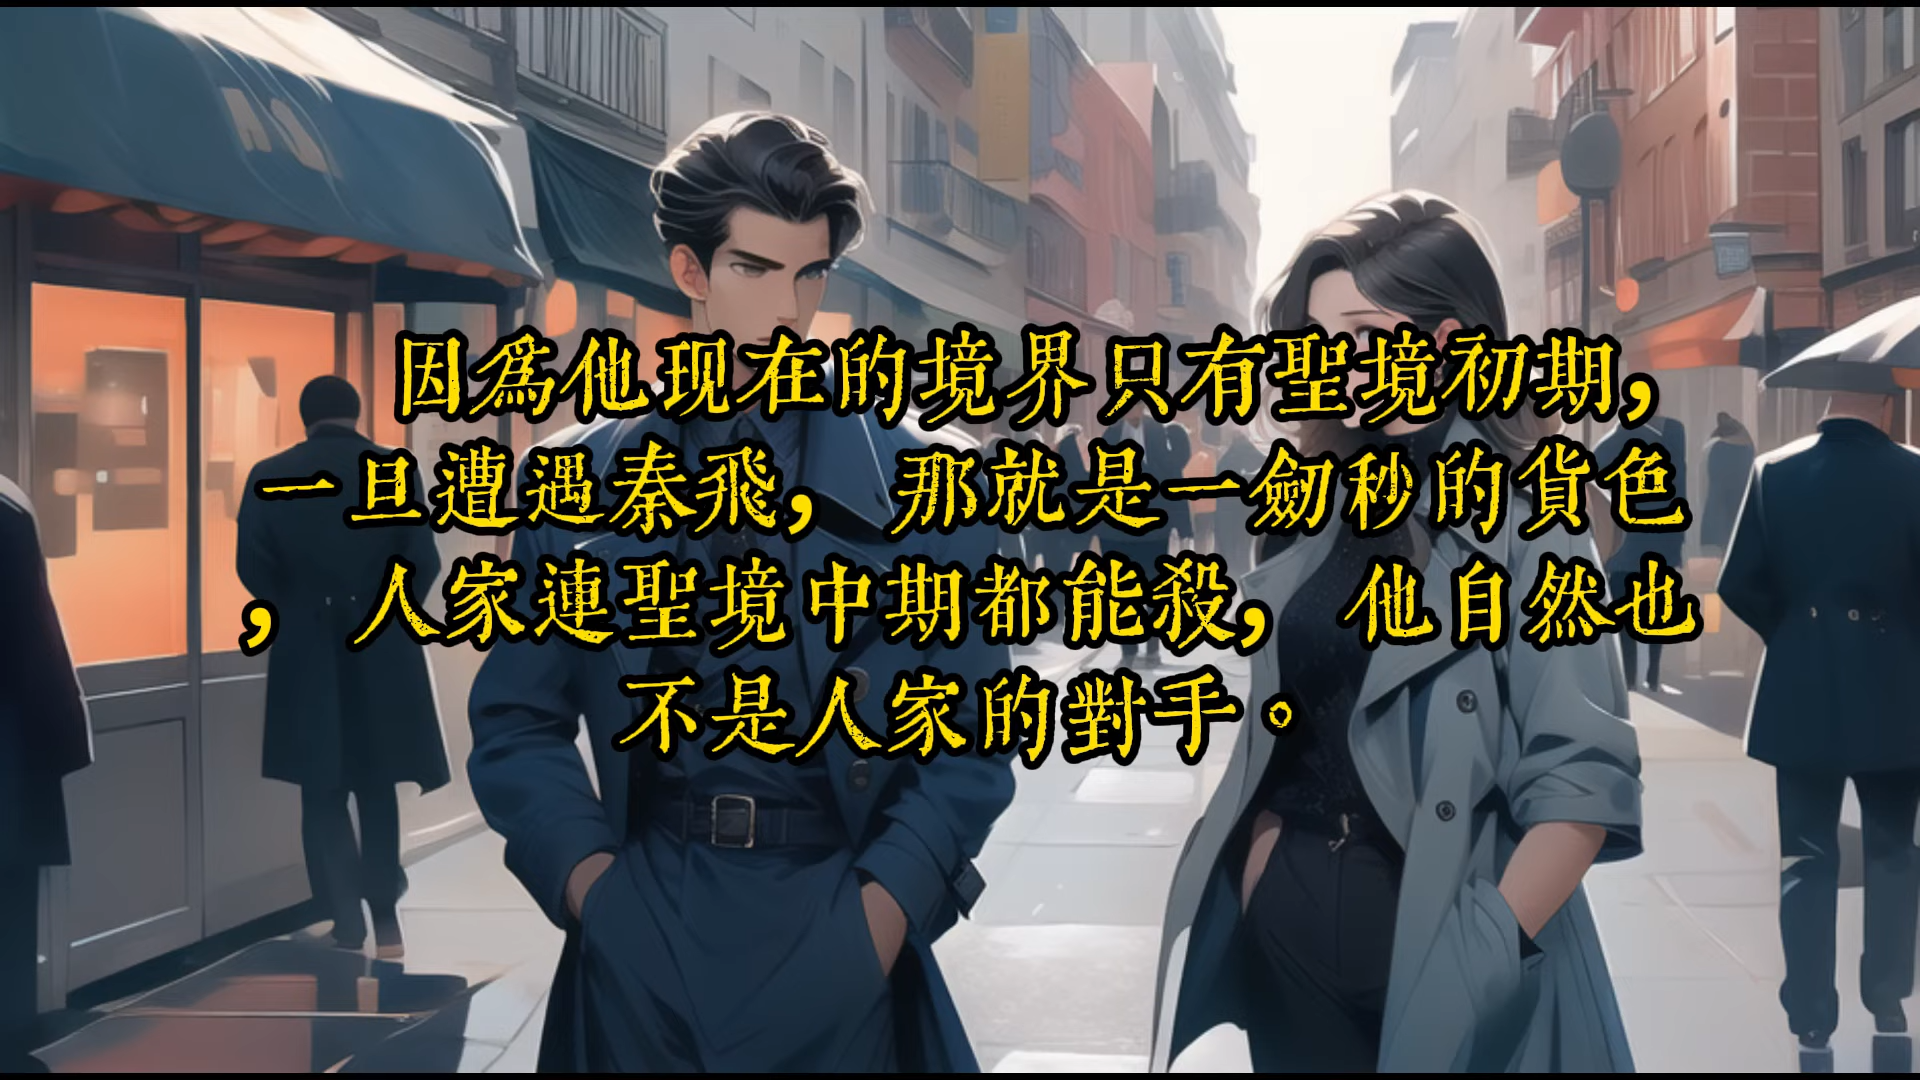 因為他现在的境界只有聖境初期，
一旦遭遇秦飛，那就是一劒秒的貨色
，人家連聖境中期都能殺，他自然也
不是人家的對手。